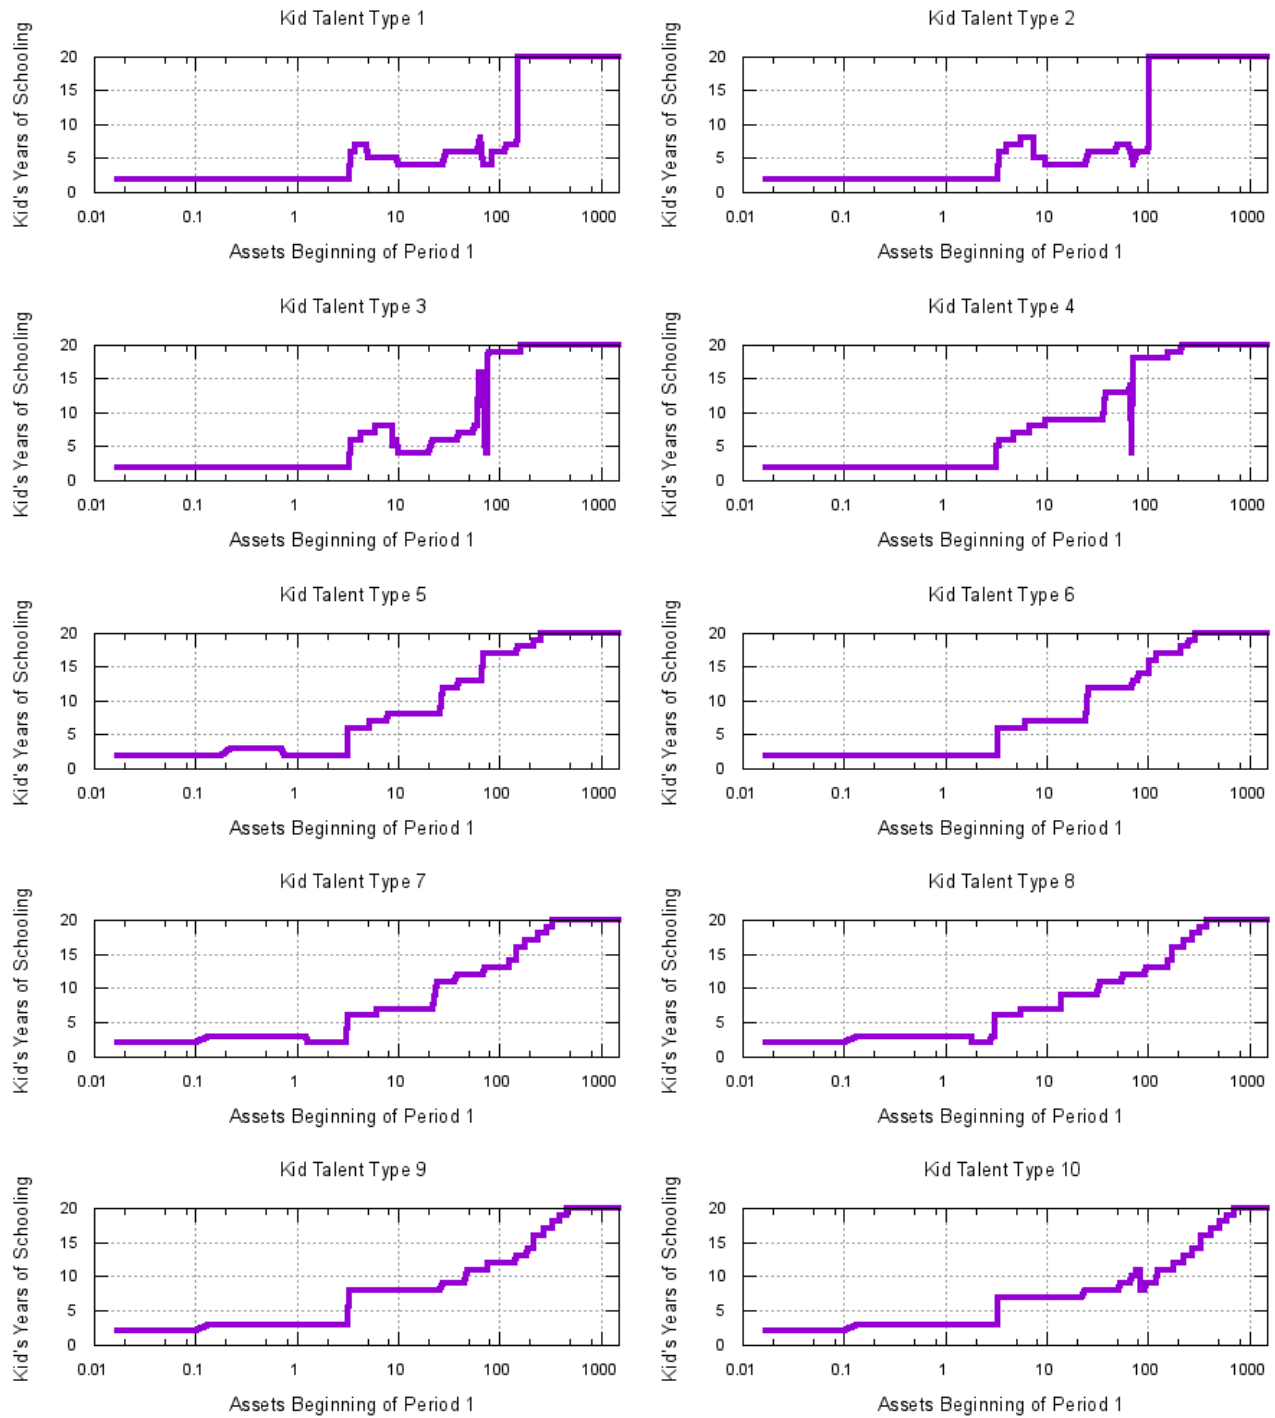 Kid Talent Type 1
Kid's Years of Schooling
20
15
10
5
0
0.01 0.1 1 10 100 1000
Assets Beginning of Period 1
Kid Talent Type 2
Kid's Years of Schooling
20
15
10
5
0
0.01 0.1 1 10 100 1000
Assets Beginning of Period 1
Kid Talent Type 3
Kid's Years of Schooling
20
15
10
5
0
0.01 0.1 1 10 100 1000
Assets Beginning of Period 1
Kid Talent Type 4
Kid's Years of Schooling
20
15
10
5
0
0.01 0.1 1 10 100 1000
Assets Beginning of Period 1
Kid Talent Type 5
Kid's Years of Schooling
20
15
10
5
0
0.01 0.1 1 10 100 1000
Assets Beginning of Period 1
Kid Talent Type 6
Kid's Years of Schooling
20
15
10
5
0
0.01 0.1 1 10 100 1000
Assets Beginning of Period 1
Kid Talent Type 7
Kid's Years of Schooling
20
15
10
5
0
0.01 0.1 1 10 100 1000
Assets Beginning of Period 1
Kid Talent Type 8
Kid's Years of Schooling
20
15
10
5
0
0.01 0.1 1 10 100 1000
Assets Beginning of Period 1
Kid Talent Type 9
Kid's Years of Schooling
20
15
10
5
0
0.01 0.1 1 10 100 1000
Assets Beginning of Period 1
Kid Talent Type 10
Kid's Years of Schooling
20
15
10
5
0
0.01 0.1 1 10 100 1000
Assets Beginning of Period 1